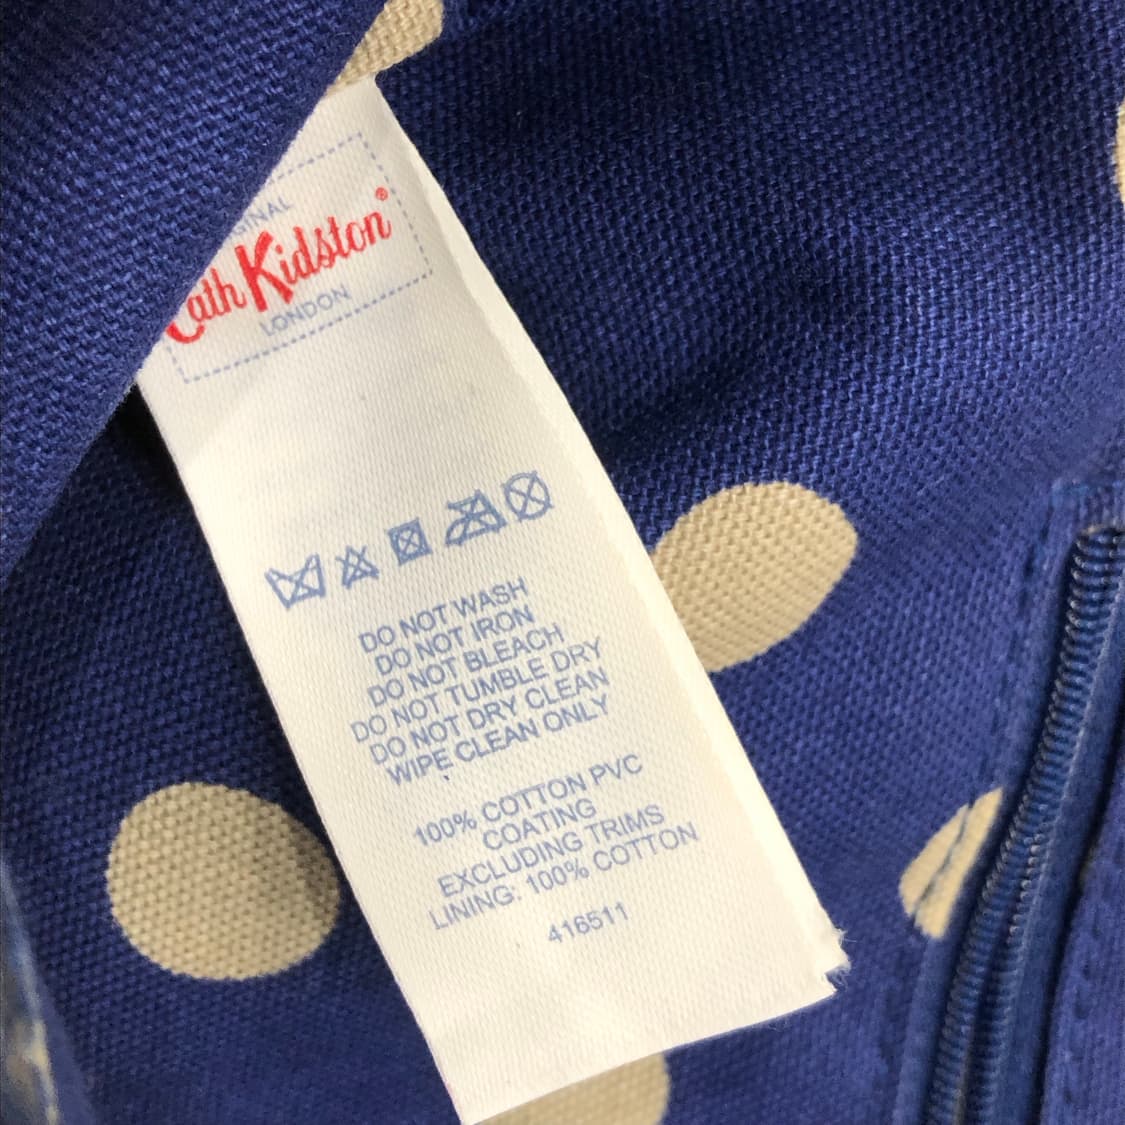 GINAL
Cath Kidston®
LONDON
DO NOT WASH
DO NOT IRON
DO NOT BLEACH
DO NOT TUMBLE DRY
DO NOT DRY CLEAN
WIPE CLEAN ONLY
100% COTTON PVC
COATING
EXCLUDING TRIMS
LINING: 100% COTTON
416511